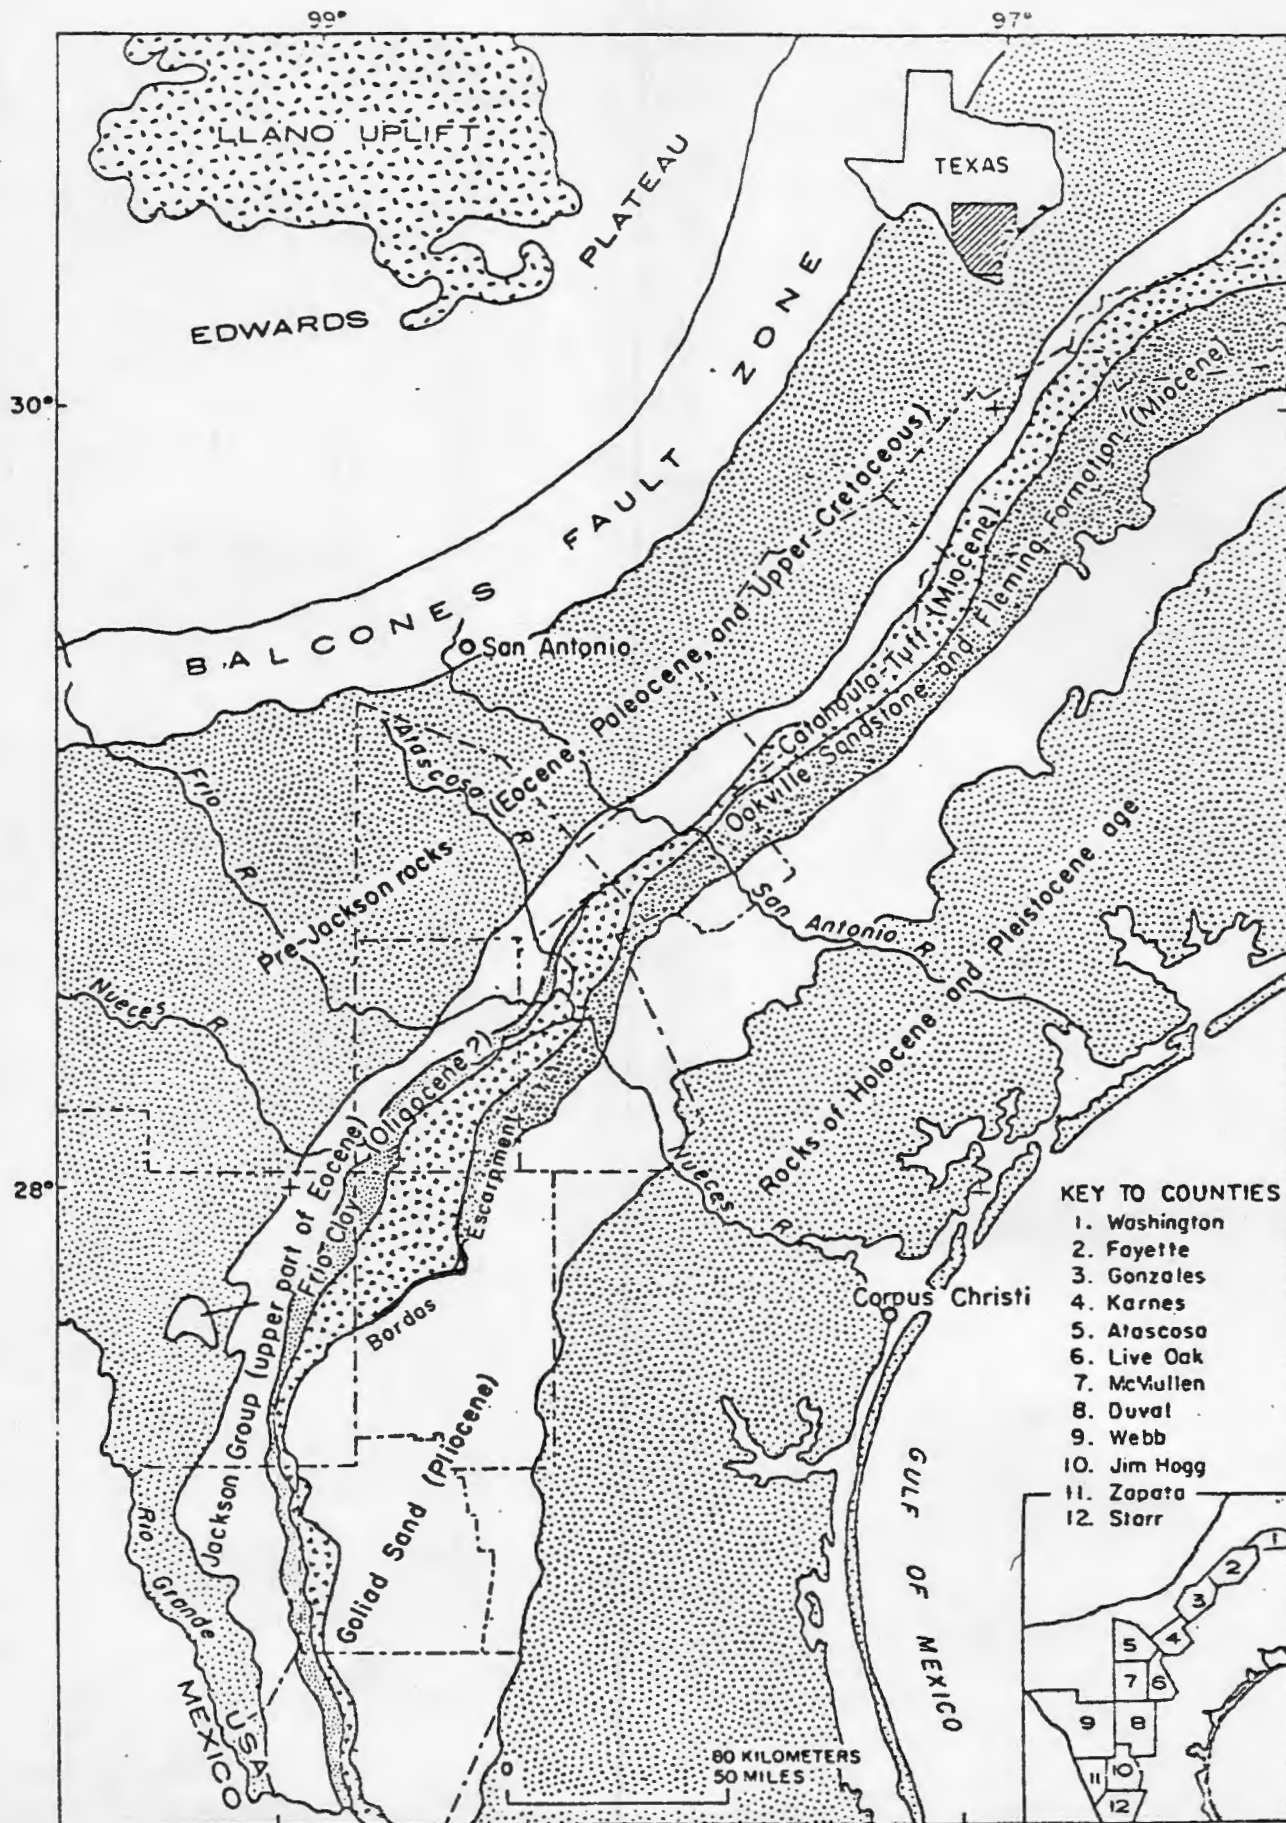 99° 97°
LLANO UPLIFT
TEXAS
PLATEAU
EDWARDS
30°
BALCONES FAULT ZONE
San Antonio
Atascosa R
Frio R
Pre-Jackson rocks (Eocene, Paleocene, and Upper Cretaceous)
Catahoula Tuff (Miocene)
Oakville Sandstone and Fleming Formation (Miocene)
San Antonio R.
Nueces R
Rocks of Holocene and Pleistocene age
28°
Jackson Group (upper part of Eocene)
Frio Clay (Oligocene ?)
Bordas Escarpment
Nueces R
Corpus Christi
Goliad Sand (Pliocene)
Rio Grande
MEXICO
USA
GULF OF MEXICO
KEY TO COUNTIES
1. Washington
2. Fayette
3. Gonzales
4. Karnes
5. Atascosa
6. Live Oak
7. McMullen
8. Duval
9. Webb
10. Jim Hogg
11. Zapata
12. Starr
1
2
3
4
5
7 6
9 8
11 10
12
0 80 KILOMETERS
50 MILES